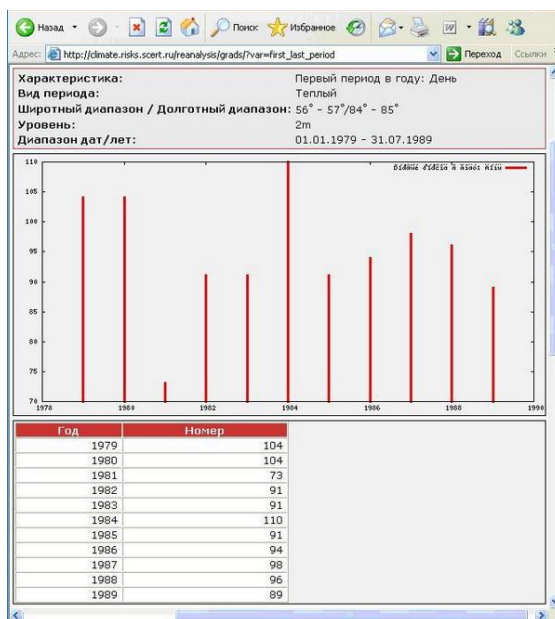 Назад
Поиск
Избранное
Адрес: http://climate.risks.scert.ru/reanalysis/grads/?var=first_last_period
Переход
Ссылки
Характеристика: Первый период в году: День
Вид периода: Теплый
Широтный диапазон / Долготный диапазон: 56° - 57°/84° - 85°
Уровень: 2m
Диапазон дат/лет: 01.01.1979 - 31.07.1989
110
105
100
95
90
85
80
75
70
1978 1980 1982 1984 1986 1988 1990
Год Номер
1979 104
1980 104
1981 73
1982 91
1983 91
1984 110
1985 91
1986 94
1987 98
1988 96
1989 89